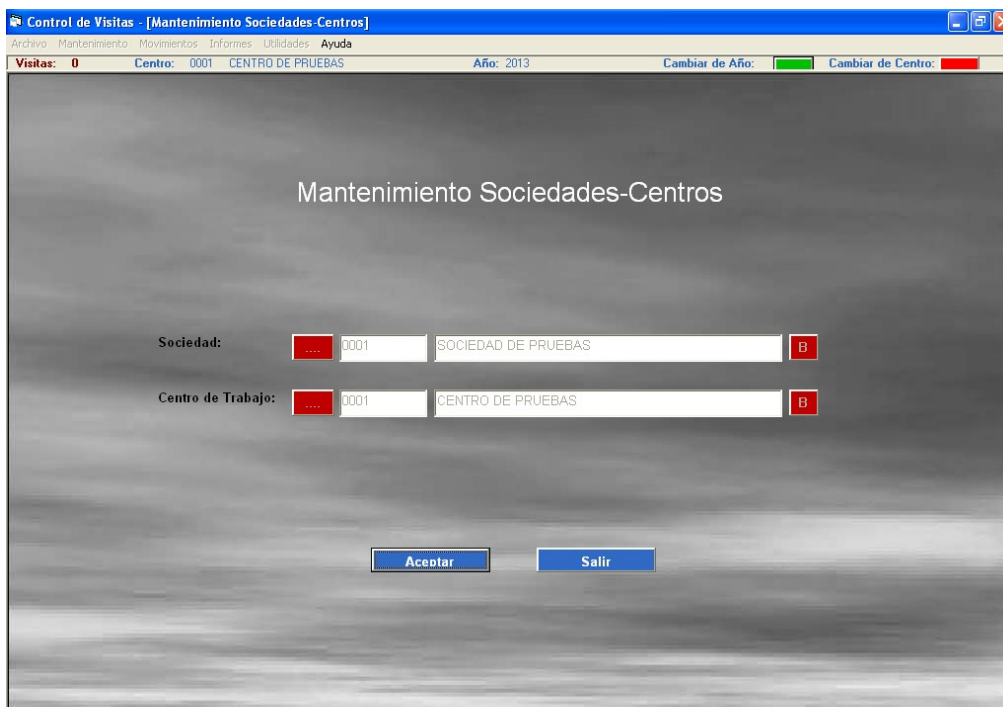 Control de Visitas - [Mantenimiento Sociedades-Centros]
Archivo Mantenimiento Movimientos Informes Utilidades Ayuda
Visitas: 0 Centro: 0001 CENTRO DE PRUEBAS Año: 2013 Cambiar de Año: Cambiar de Centro:
Mantenimiento Sociedades-Centros
Sociedad: .... 0001 SOCIEDAD DE PRUEBAS B
Centro de Trabajo: .... 0001 CENTRO DE PRUEBAS B
Aceptar Salir